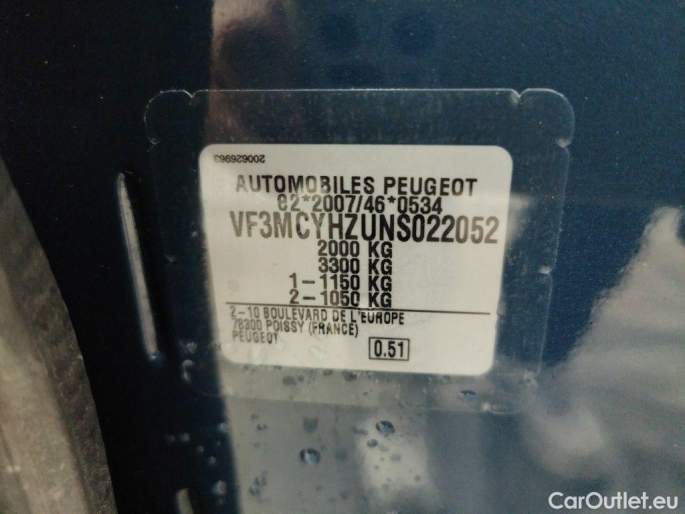 200626963
AUTOMOBILES PEUGEOT
e2*2007/46*0534
VF3MCYHZUNS022052
2000 KG
3300 KG
1-1150 KG
2-1050 KG
2-10 BOULEVARD DE L'EUROPE
78300 POISSY (FRANCE)
PEUGEOT
0.51
CarOutlet.eu